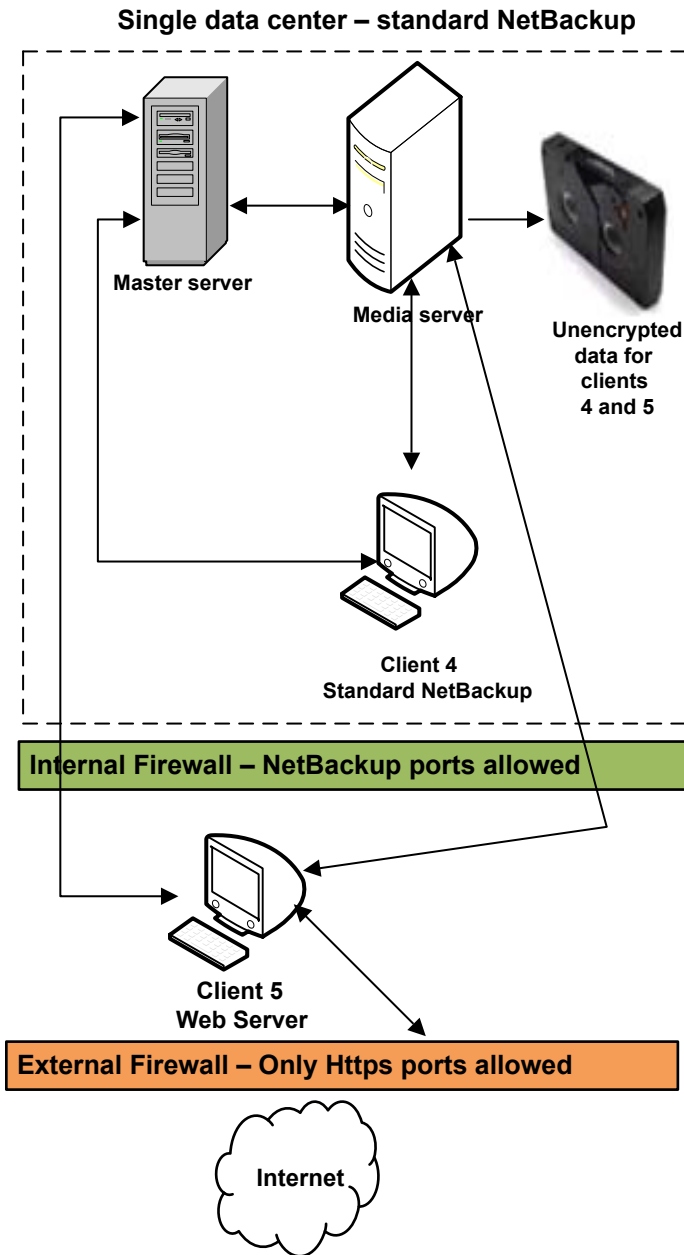 Single data center – standard NetBackup
Master server
Media server
Unencrypted
data for
clients
4 and 5
Client 4
Standard NetBackup
Internal Firewall – NetBackup ports allowed
Client 5
Web Server
External Firewall – Only Https ports allowed
Internet